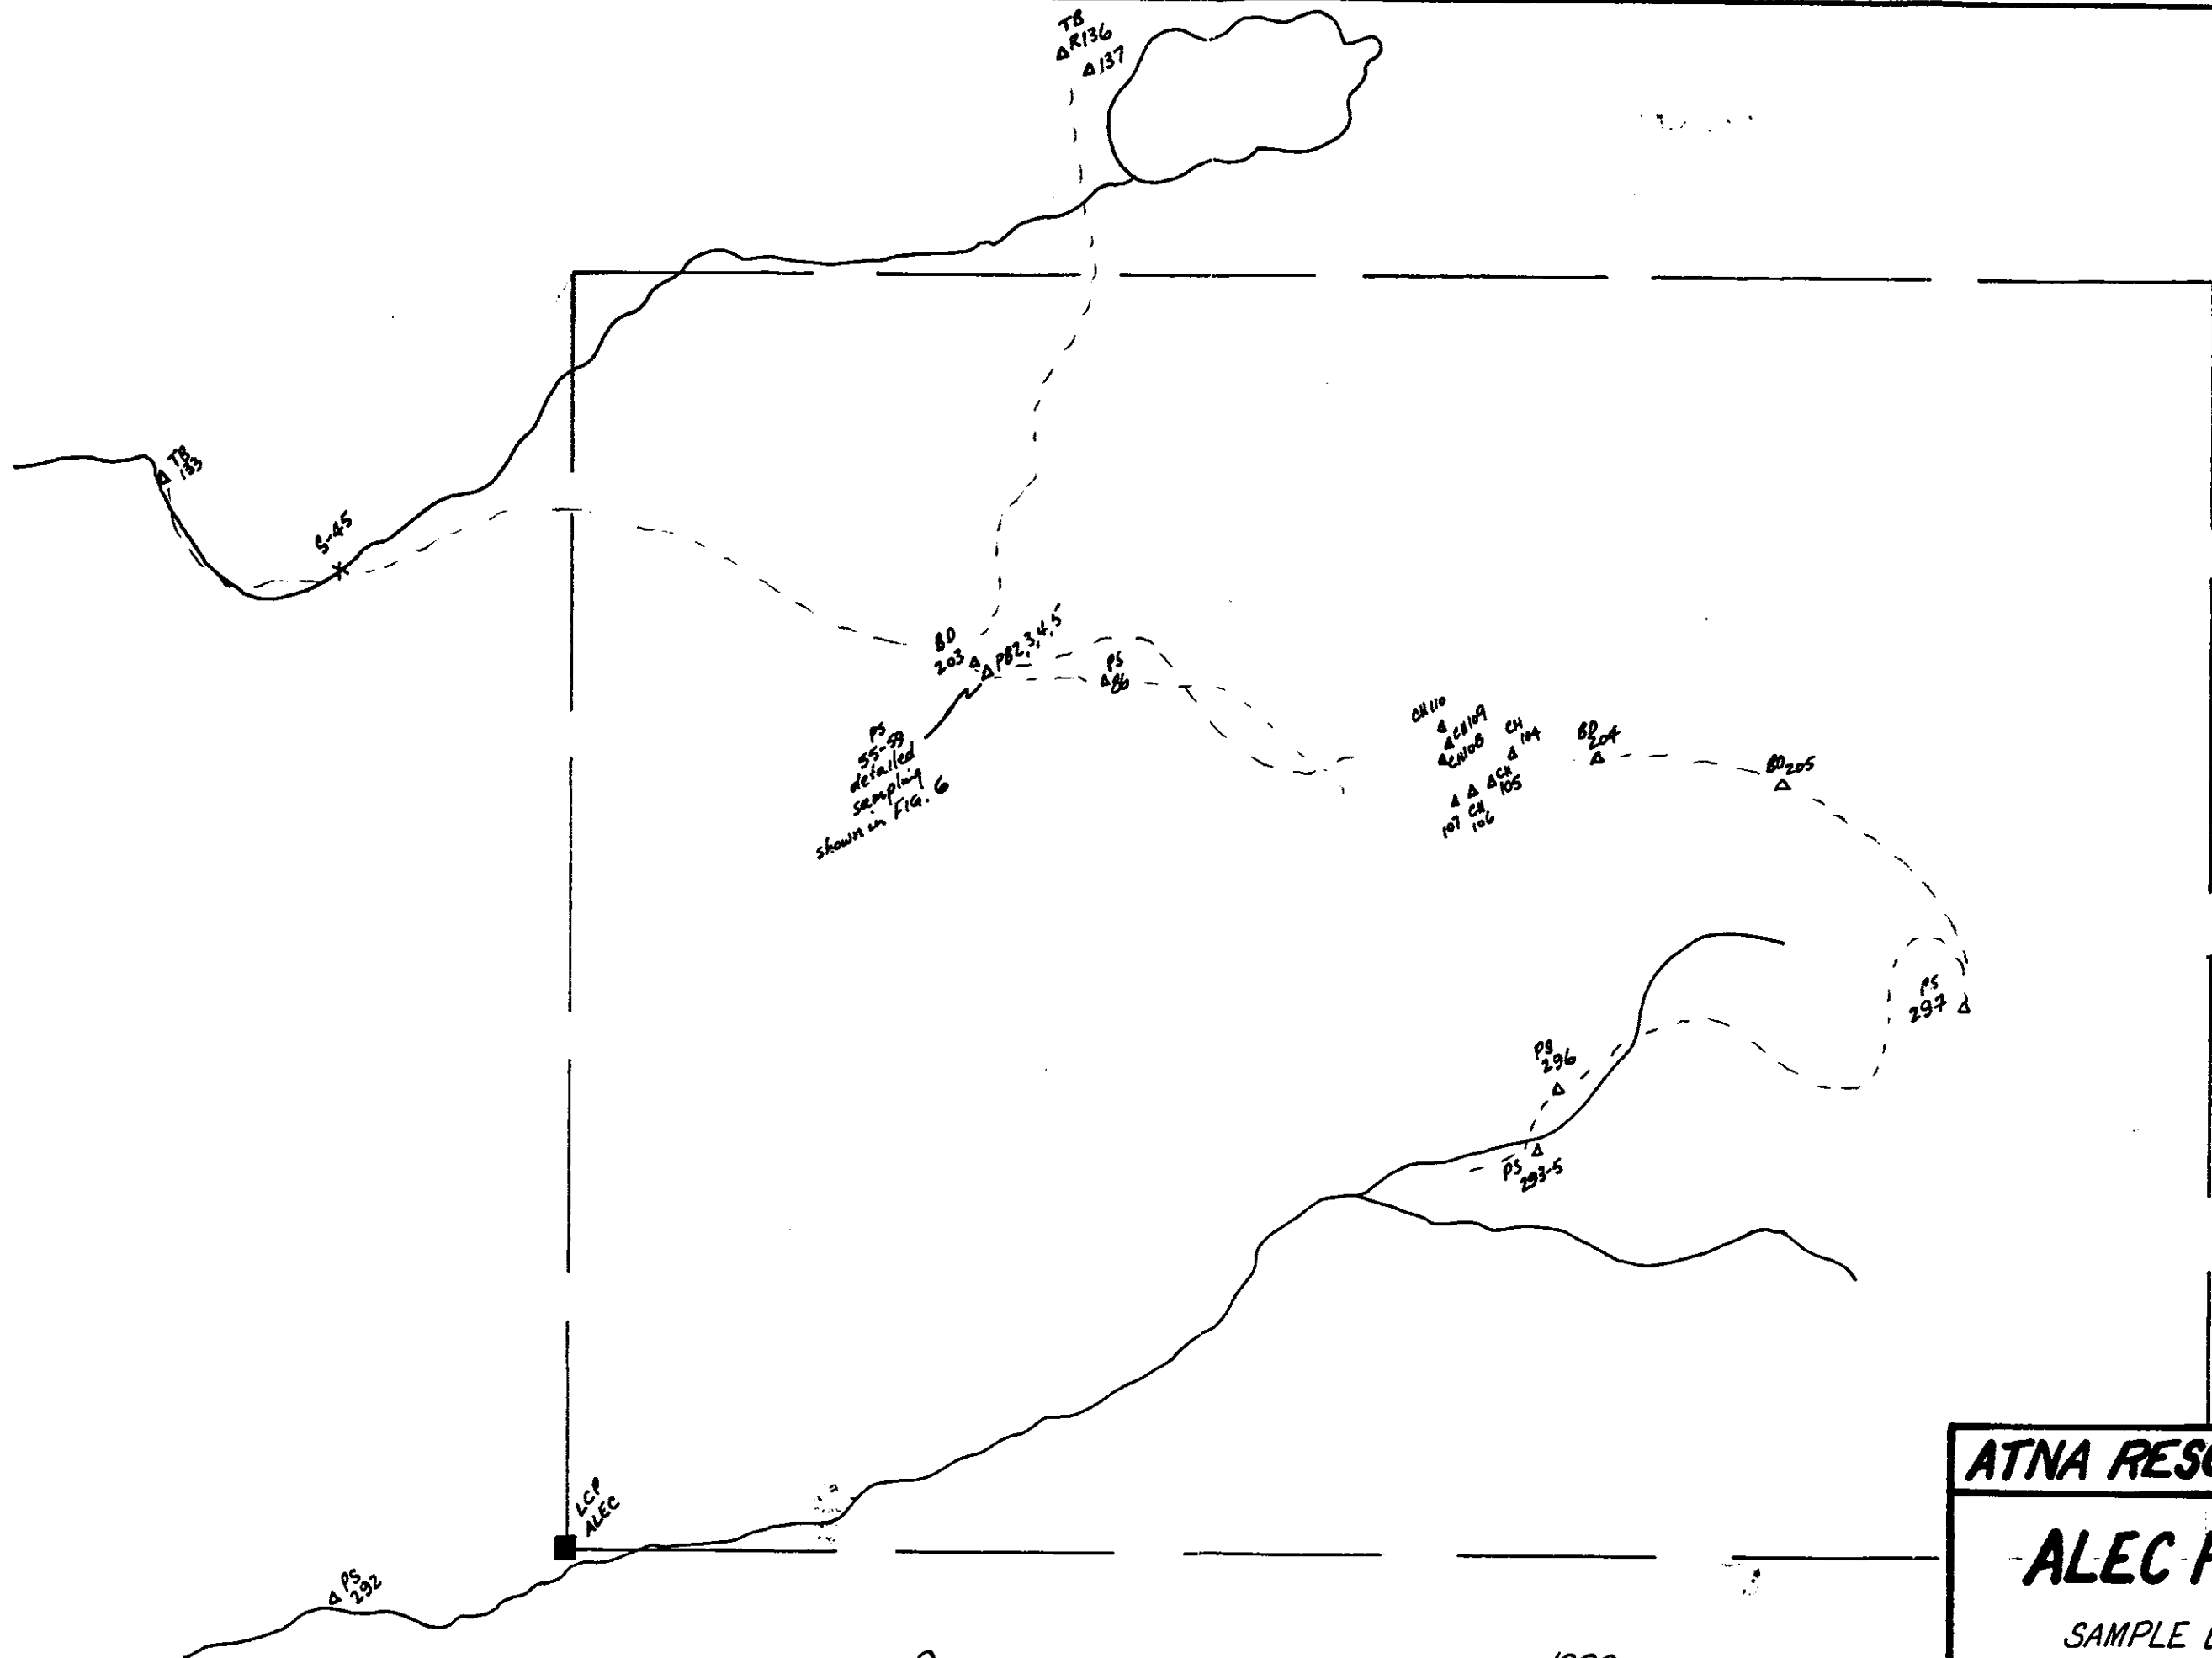 TB
R136
137
TB
133
S-45
BD
203
PB2,3,4,5
PS
86
PS
55-59
detailed
sampling
shown in FIG. 6
CH110
CH109
CH108
CH
104
CH
105
CH
106
107
BD
204
BD205
PS
297
PS
296
PS
293-5
LCP
ALEC
PS
292
ATNA RESO
ALEC
SAMPLE